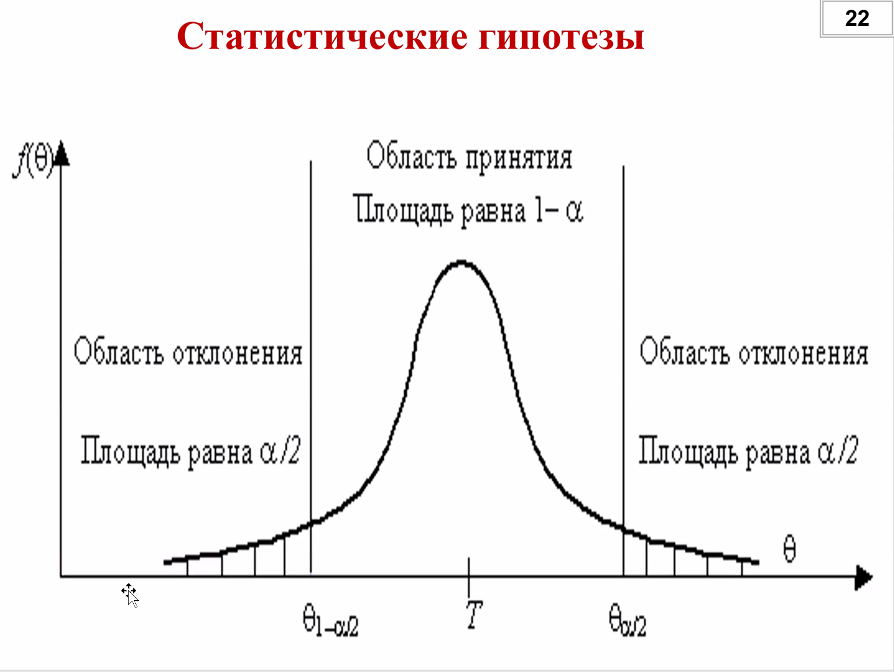 22
Статистические гипотезы
f(θ)
Область принятия
Площадь равна 1– α
Область отклонения
Площадь равна α/2
Область отклонения
Площадь равна α/2
θ
θ1–α/2
T
θα/2